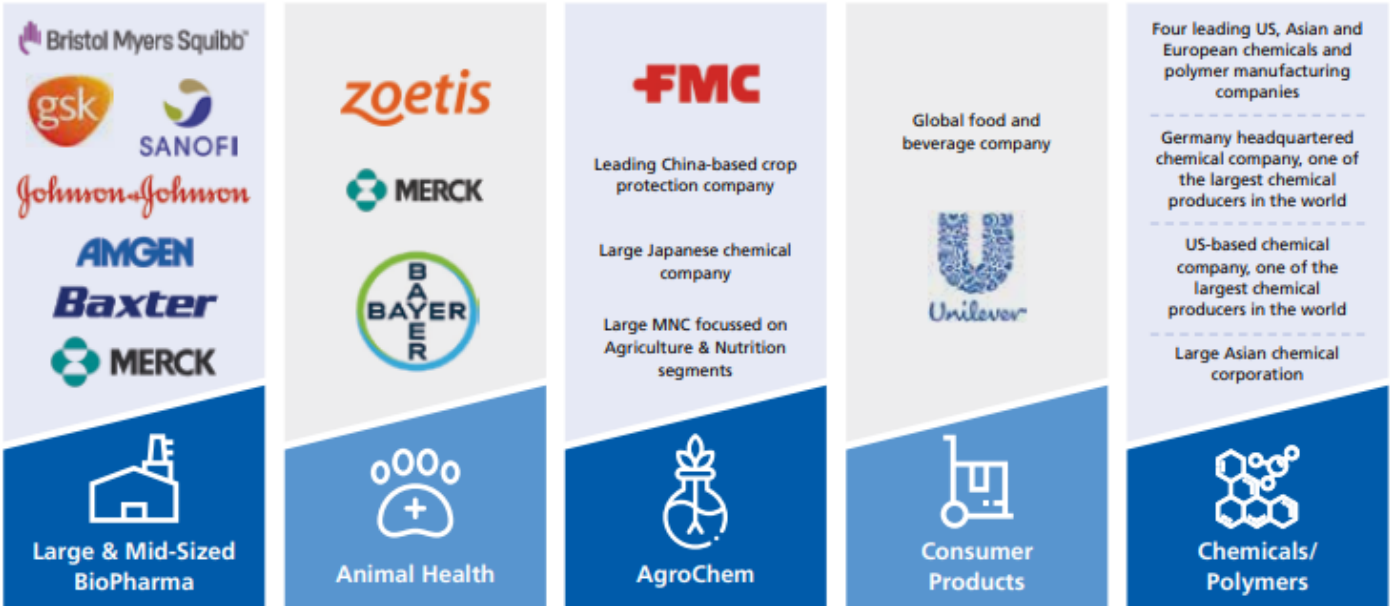 Bristol Myers Squibb™
gsk
SANOFI
Johnson & Johnson
AMGEN
Baxter
MERCK
Large & Mid-Sized
BioPharma
zoetis
MERCK
BAYER
BAYER
Animal Health
FMC
Leading China-based crop
protection company
Large Japanese chemical
company
Large MNC focussed on
Agriculture & Nutrition
segments
AgroChem
Global food and
beverage company
Unilever
Consumer
Products
Four leading US, Asian and
European chemicals and
polymer manufacturing
companies
Germany headquartered
chemical company, one of
the largest chemical
producers in the world
US-based chemical
company, one of the
largest chemical
producers in the world
Large Asian chemical
corporation
Chemicals/
Polymers